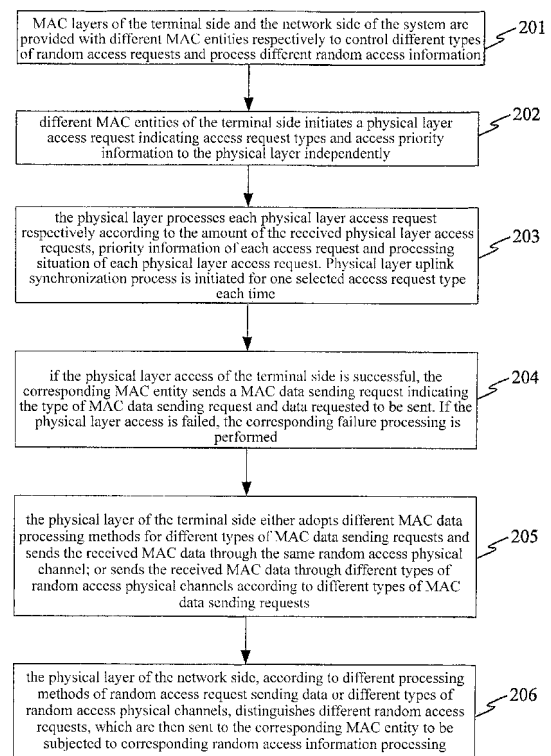 MAC layers of the terminal side and the network side of the system are
provided with different MAC entities respectively to control different types
of random access requests and process different random access information
201
different MAC entities of the terminal side initiates a physical layer
access request indicating access request types and access priority
information to the physical layer independently
202
the physical layer processes each physical layer access request
respectively according to the amount of the received physical layer access
requests, priority information of each access request and processing
situation of each physical layer access request. Physical layer uplink
synchronization process is initiated for one selected access request type
each time
203
if the physical layer access of the terminal side is successful, the
corresponding MAC entity sends a MAC data sending request indicating
the type of MAC data sending request and data requested to be sent. If the
physical layer access is failed, the corresponding failure processing is
performed
204
the physical layer of the terminal side either adopts different MAC data
processing methods for different types of MAC data sending requests and
sends the received MAC data through the same random access physical
channel; or sends the received MAC data through different types of
random access physical channels according to different types of MAC
data sending requests
205
the physical layer of the network side, according to different processing
methods of random access request sending data or different types of
random access physical channels, distinguishes different random access
requests, which are then sent to the corresponding MAC entity to be
subjected to corresponding random access information processing
206